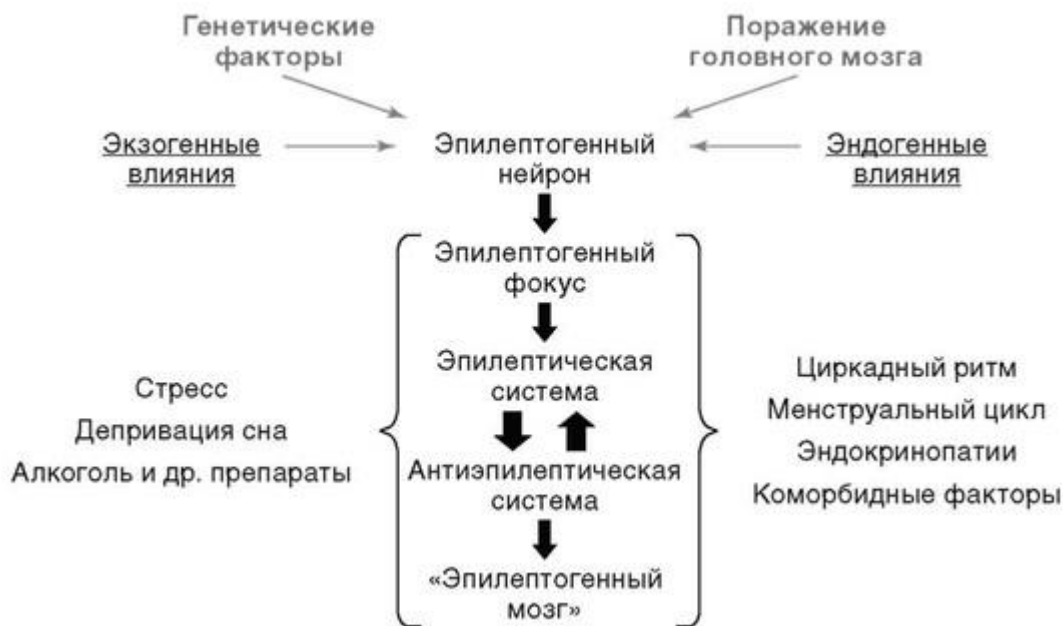 Генетические
факторы
Поражение
головного мозга
Экзогенные
влияния
Эпилептогенный
нейрон
Эндогенные
влияния
Эпилептогенный
фокус
Эпилептическая
система
Антиэпилептическая
система
«Эпилептогенный
мозг»
Стресс
Депривация сна
Алкоголь и др. препараты
Циркадный ритм
Менструальный цикл
Эндокринопатии
Коморбидные факторы